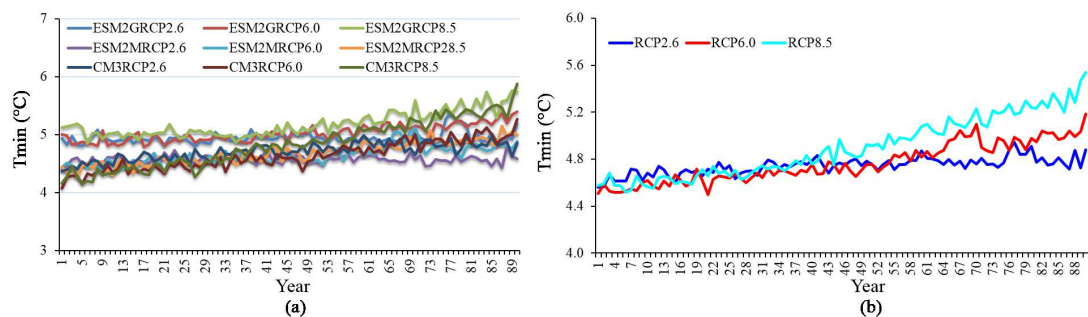 ESM2GRCP2.6 ESM2GRCP6.0 ESM2GRCP8.5
ESM2MRCP2.6 ESM2MRCP6.0 ESM2MRCP28.5
CM3RCP2.6 CM3RCP6.0 CM3RCP8.5
Tmin (°C)
7
6
5
4
3
1 5 9 13 17 21 25 29 33 37 41 45 49 53 57 61 65 69 73 77 81 85 89
Year
(a)
RCP2.6 RCP6.0 RCP8.5
Tmin (°C)
6.0
5.6
5.2
4.8
4.4
4.0
1 4 7 10 13 16 19 22 25 28 31 34 37 40 43 46 49 52 55 58 61 64 67 70 73 76 79 82 85 88
Year
(b)